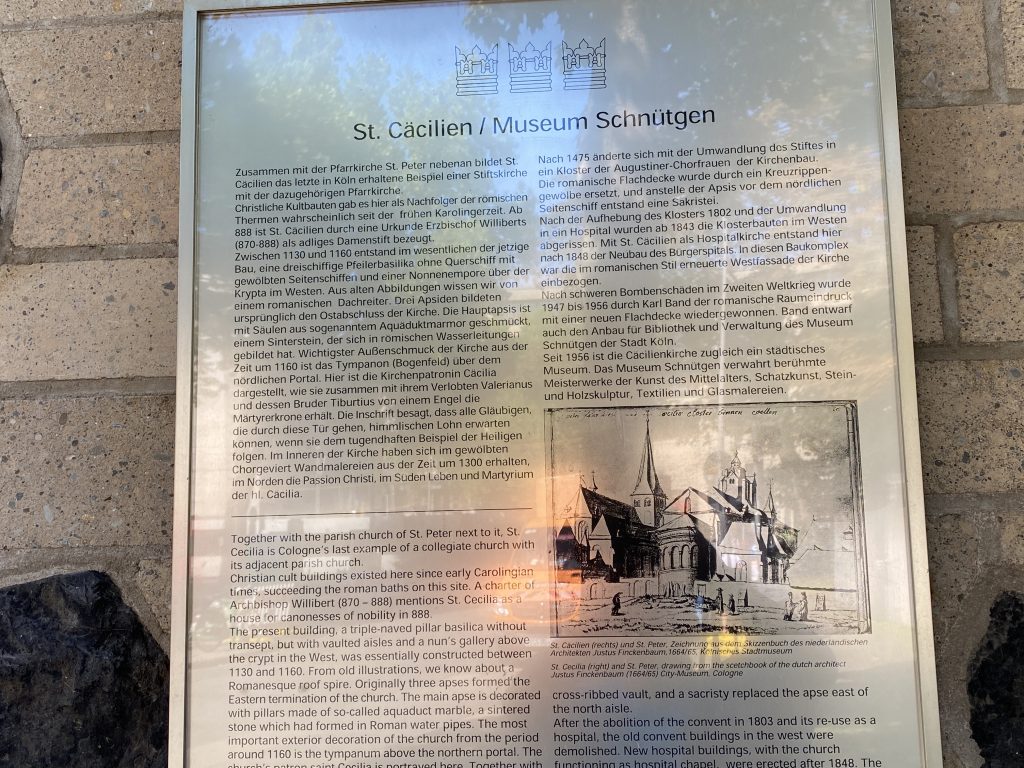 St. Cäcilien / Museum Schnütgen
Zusammen mit der Pfarrkirche St. Peter nebenan bildet St.
Cäcilien das letzte in Köln erhaltene Beispiel einer Stiftskirche
mit der dazugehörigen Pfarrkirche.
Christliche Kultbauten gab es hier als Nachfolger der römischen
Thermen wahrscheinlich seit der frühen Karolingerzeit. Ab
888 ist St. Cäcilien durch eine Urkunde Erzbischof Williberts
(870-888) als adliges Damenstift bezeugt.
Zwischen 1130 und 1160 entstand im wesentlichen der jetzige
Bau, eine dreischiffige Pfeilerbasilika ohne Querschiff mit
gewölbten Seitenschiffen und einer Nonnenempore über der
Krypta im Westen. Aus alten Abbildungen wissen wir von
einem romanischen Dachreiter. Drei Apsiden bildeten
ursprünglich den Ostabschluss der Kirche. Die Hauptapsis ist
mit Säulen aus sogenanntem Aquäduktmarmor geschmückt,
einem Sinterstein, der sich in römischen Wasserleitungen
gebildet hat. Wichtigster Außenschmuck der Kirche aus der
Zeit um 1160 ist das Tympanon (Bogenfeld) über dem
nördlichen Portal. Hier ist die Kirchenpatronin Cäcilia
dargestellt, wie sie zusammen mit ihrem Verlobten Valerianus
und dessen Bruder Tiburtius von einem Engel die
Märtyrerkrone erhält. Die Inschrift besagt, dass alle Gläubigen,
die durch diese Tür gehen, himmlischen Lohn erwarten
können, wenn sie dem tugendhaften Beispiel der Heiligen
folgen. Im Inneren der Kirche haben sich im gewölbten
Chorgeviert Wandmalereien aus der Zeit um 1300 erhalten,
im Norden die Passion Christi, im Süden Leben und Martyrium
der hl. Cäcilia.
Nach 1475 änderte sich mit der Umwandlung des Stiftes in
ein Kloster der Augustiner-Chorfrauen der Kirchenbau.
Die romanische Flachdecke wurde durch ein Kreuzrippen-
gewölbe ersetzt, und anstelle der Apsis vor dem nördlichen
Seitenschiff entstand eine Sakristei.
Nach der Aufhebung des Klosters 1802 und der Umwandlung
in ein Hospital wurden ab 1843 die Klosterbauten im Westen
abgerissen. Mit St. Cäcilien als Hospitalkirche entstand hier
nach 1848 der Neubau des Bürgerspitals. In diesen Baukomplex
war die im romanischen Stil erneuerte Westfassade der Kirche
einbezogen.
Nach schweren Bombenschäden im Zweiten Weltkrieg wurde
1947 bis 1956 durch Karl Band der romanische Raumeindruck
mit einer neuen Flachdecke wiedergewonnen. Band entwarf
auch den Anbau für Bibliothek und Verwaltung des Museum
Schnütgen der Stadt Köln.
Seit 1956 ist die Cäcilienkirche zugleich ein städtisches
Museum. Das Museum Schnütgen verwahrt berühmte
Meisterwerke der Kunst des Mittelalters, Schatzkunst, Stein-
und Holzskulptur, Textilien und Glasmalereien.
cecilie closter binnen coellen
St. Cäcilien (rechts) und St. Peter, Zeichnung aus dem Skizzenbuch des niederländischen
Architekten Justus Finckenbaum,1664/65, Kölnisches Stadtmuseum
St. Cecilia (right) and St. Peter, drawing from the scetchbook of the dutch architect
Justus Finckenbaum (1664/65) City-Museum, Cologne
Together with the parish church of St. Peter next to it, St.
Cecilia is Cologne's last example of a collegiate church with
its adjacent parish church.
Christian cult buildings existed here since early Carolingian
times, succeeding the roman baths on this site. A charter of
Archbishop Willibert (870 – 888) mentions St. Cecilia as a
house for canonesses of nobility in 888.
The present building, a triple-naved pillar basilica without
transept, but with vaulted aisles and a nun's gallery above
the crypt in the West, was essentially constructed between
1130 and 1160. From old illustrations, we know about a
Romanesque roof spire. Originally three apses formed the
Eastern termination of the church. The main apse is decorated
with pillars made of so-called aquaduct marble, a sintered
stone which had formed in Roman water pipes. The most
important exterior decoration of the church from the period
around 1160 is the tympanum above the northern portal. The
church's patron saint Cecilia is portrayed here. Together with
cross-ribbed vault, and a sacristy replaced the apse east of
the north aisle.
After the abolition of the convent in 1803 and its re-use as a
hospital, the old convent buildings in the west were
demolished. New hospital buildings, with the church
functioning as hospital chapel, were erected after 1848. The